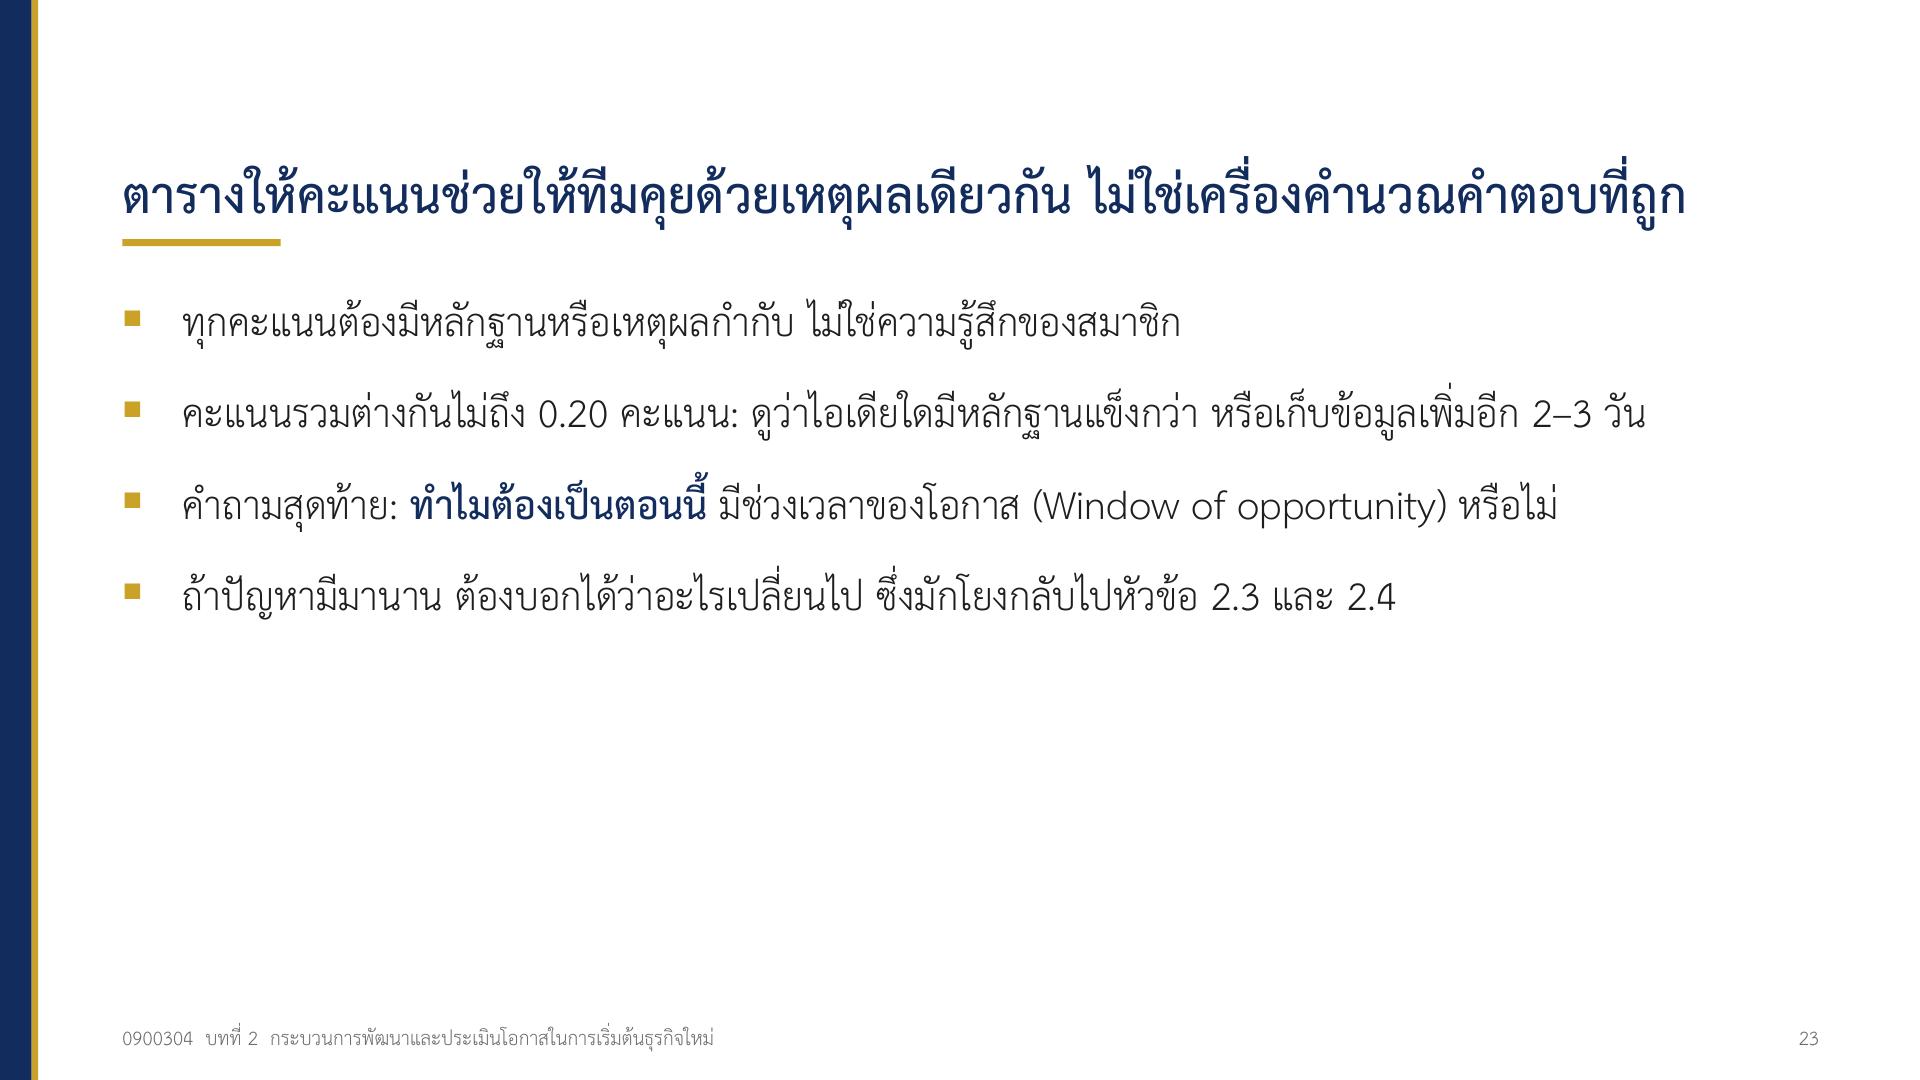 ตารางให้คะแนนช่วยให้ทีมคุยด้วยเหตุผลเดียวกัน ไม่ใช่เครื่องคำนวณคำตอบที่ถูก
ทุกคะแนนต้องมีหลักฐานหรือเหตุผลกำกับ ไม่ใช่ความรู้สึกของสมาชิก
คะแนนรวมต่างกันไม่ถึง 0.20 คะแนน: ดูว่าไอเดียใดมีหลักฐานแข็งกว่า หรือเก็บข้อมูลเพิ่มอีก 2–3 วัน
คำถามสุดท้าย: ทำไมต้องเป็นตอนนี้ มีช่วงเวลาของโอกาส (Window of opportunity) หรือไม่
ถ้าปัญหามีมานาน ต้องบอกได้ว่าอะไรเปลี่ยนไป ซึ่งมักโยงกลับไปหัวข้อ 2.3 และ 2.4
0900304 บทที่ 2 กระบวนการพัฒนาและประเมินโอกาสในการเริ่มต้นธุรกิจใหม่
23